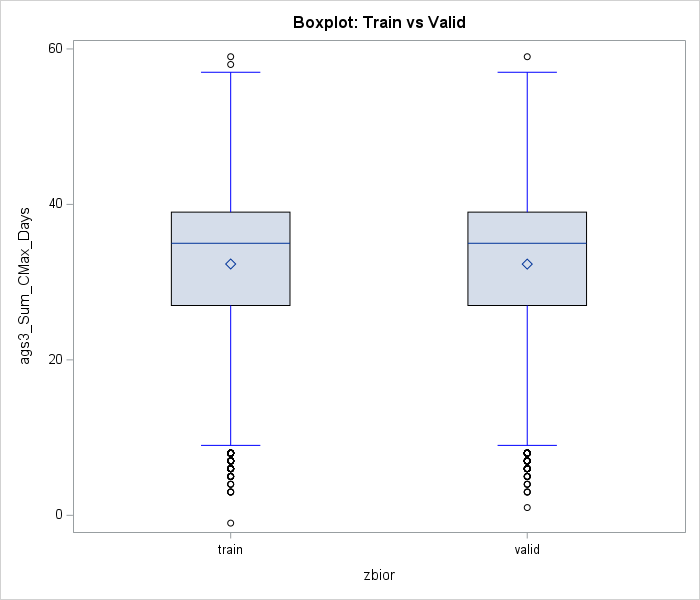 Boxplot: Train vs Valid
60
40
20
0
ags3_Sum_CMax_Days
train
valid
zbior